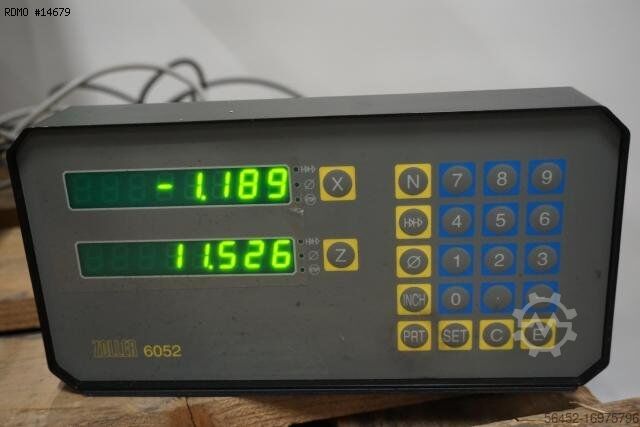 RDMO #14679
-1.189
X
11.526
Z
N 7 8 9
4 5 6
Ø 1 2 3
INCH 0 .
PRT SET C E
ZOLLER 6052
56452-16975796